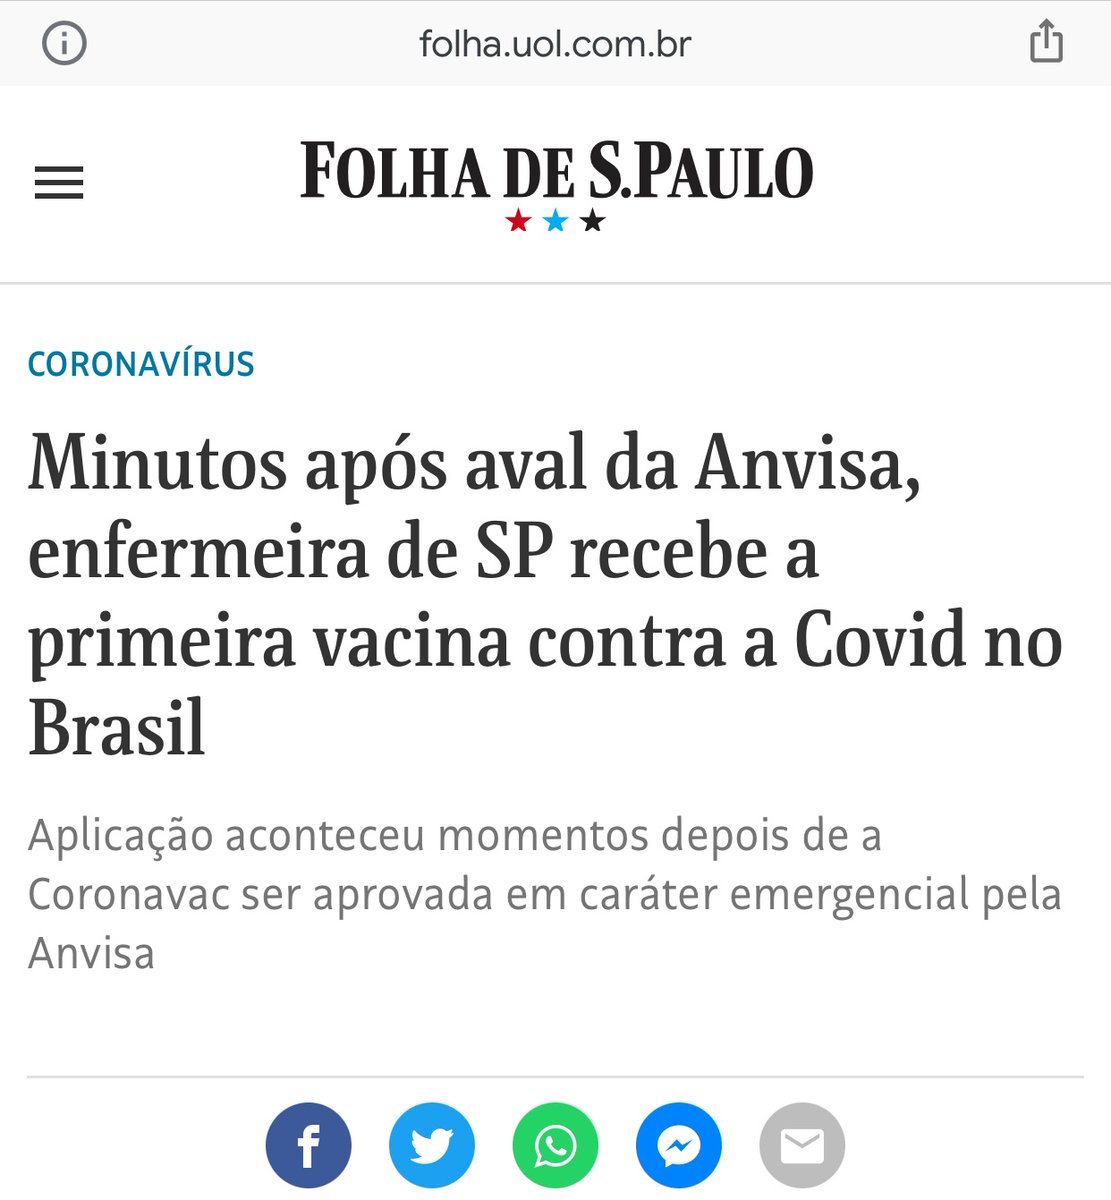 folha.uol.com.br
FOLHA DE S.PAULO
CORONAVÍRUS
Minutos após aval da Anvisa,
enfermeira de SP recebe a
primeira vacina contra a Covid no
Brasil
Aplicação aconteceu momentos depois de a
Coronavac ser aprovada em caráter emergencial pela
Anvisa